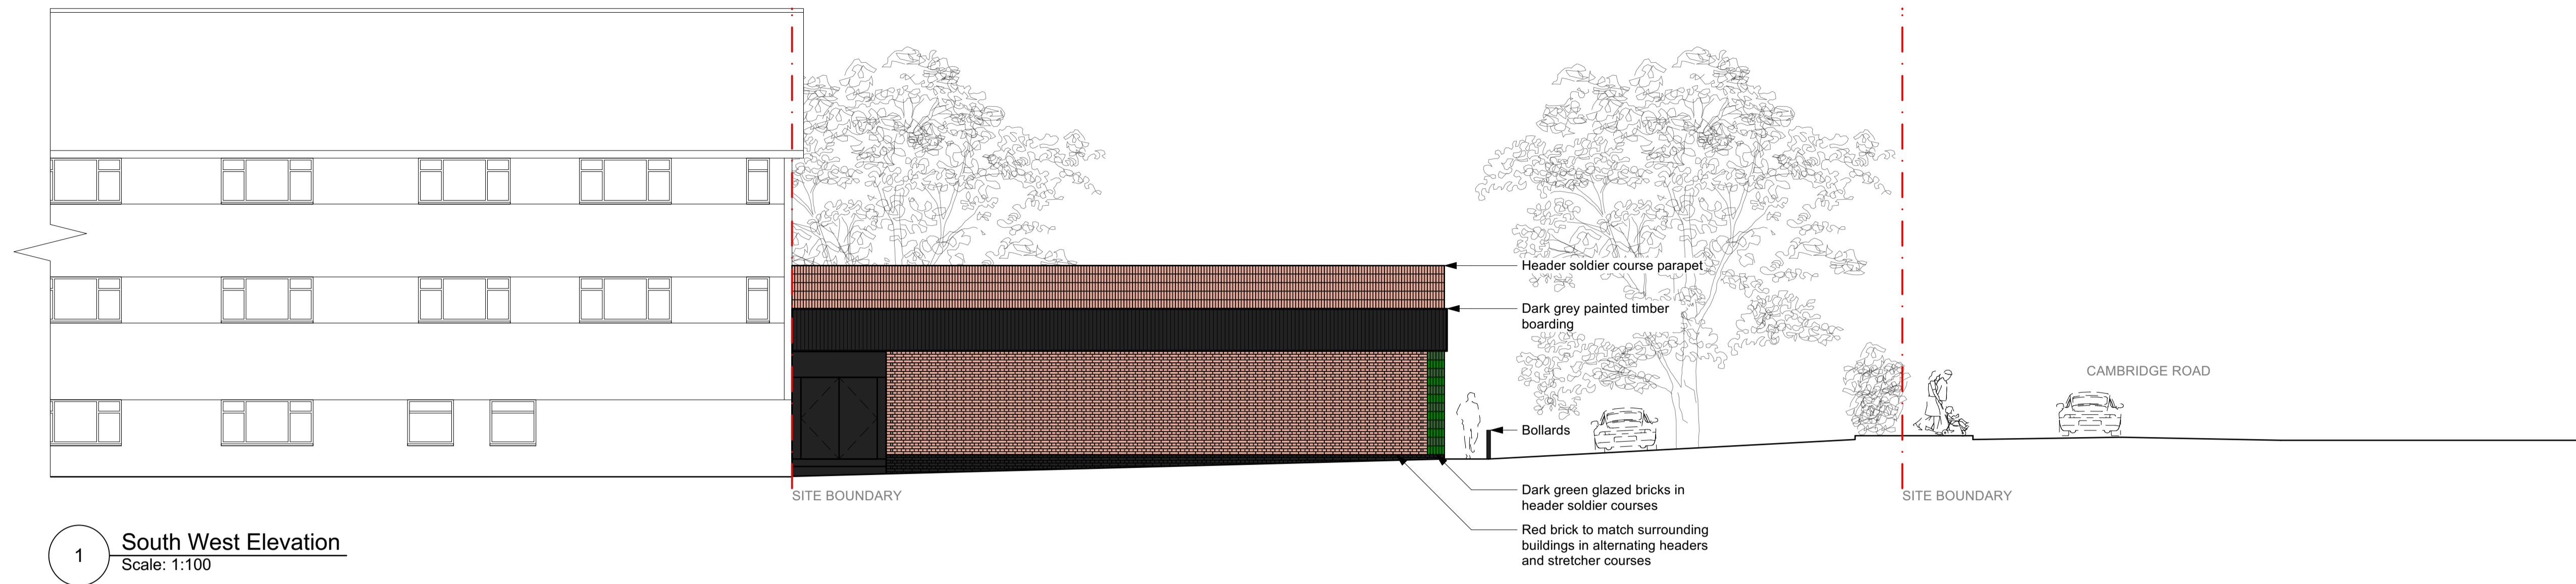 Header soldier course parapet
Dark grey painted timber
boarding
CAMBRIDGE ROAD
Bollards
SITE BOUNDARY
Dark green glazed bricks in
header soldier courses
SITE BOUNDARY
Red brick to match surrounding
buildings in alternating headers
and stretcher courses
1
South West Elevation
Scale: 1:100